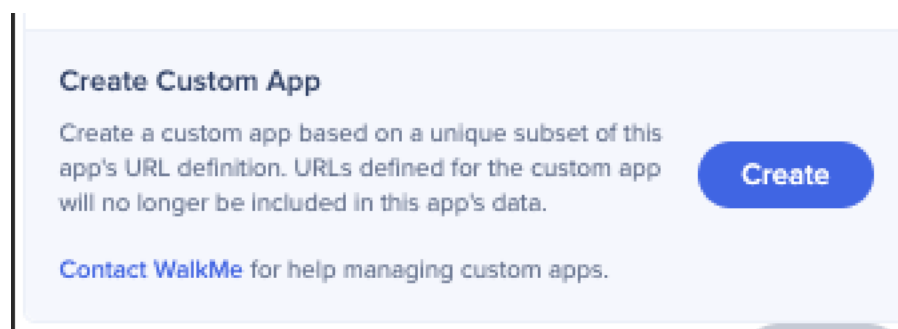 Create Custom App
Create a custom app based on a unique subset of this
app's URL definition. URLs defined for the custom app
will no longer be included in this app's data.
Create
Contact WalkMe for help managing custom apps.